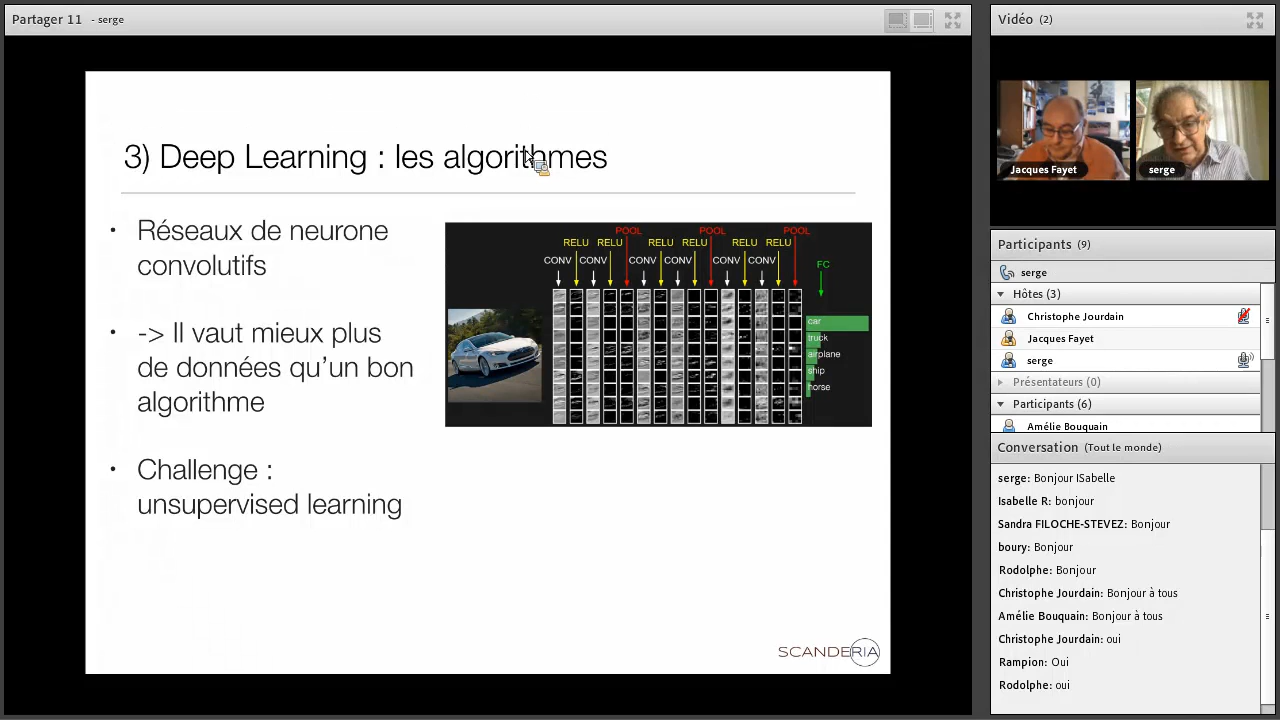 Partager 11 - serge
3) Deep Learning : les algorithmes
• Réseaux de neurone
convolutifs
• -> Il vaut mieux plus
de données qu'un bon
algorithme
• Challenge :
unsupervised learning
POOL POOL POOL
RELU RELU RELU RELU RELU RELU
CONV CONV CONV CONV CONV CONV
FC
car
truck
airplane
ship
horse
SCANDERIA
Vidéo (2)
Jacques Fayet
serge
Participants (9)
serge
Hôtes (3)
Christophe Jourdain
Jacques Fayet
serge
Présentateurs (0)
Participants (6)
Amélie Bouquain
Conversation (Tout le monde)
serge: Bonjour ISabelle
Isabelle R: bonjour
Sandra FILOCHE-STEVEZ: Bonjour
boury: Bonjour
Rodolphe: Bonjour
Christophe Jourdain: Bonjour à tous
Amélie Bouquain: Bonjour à tous
Christophe Jourdain: oui
Rampion: Oui
Rodolphe: oui